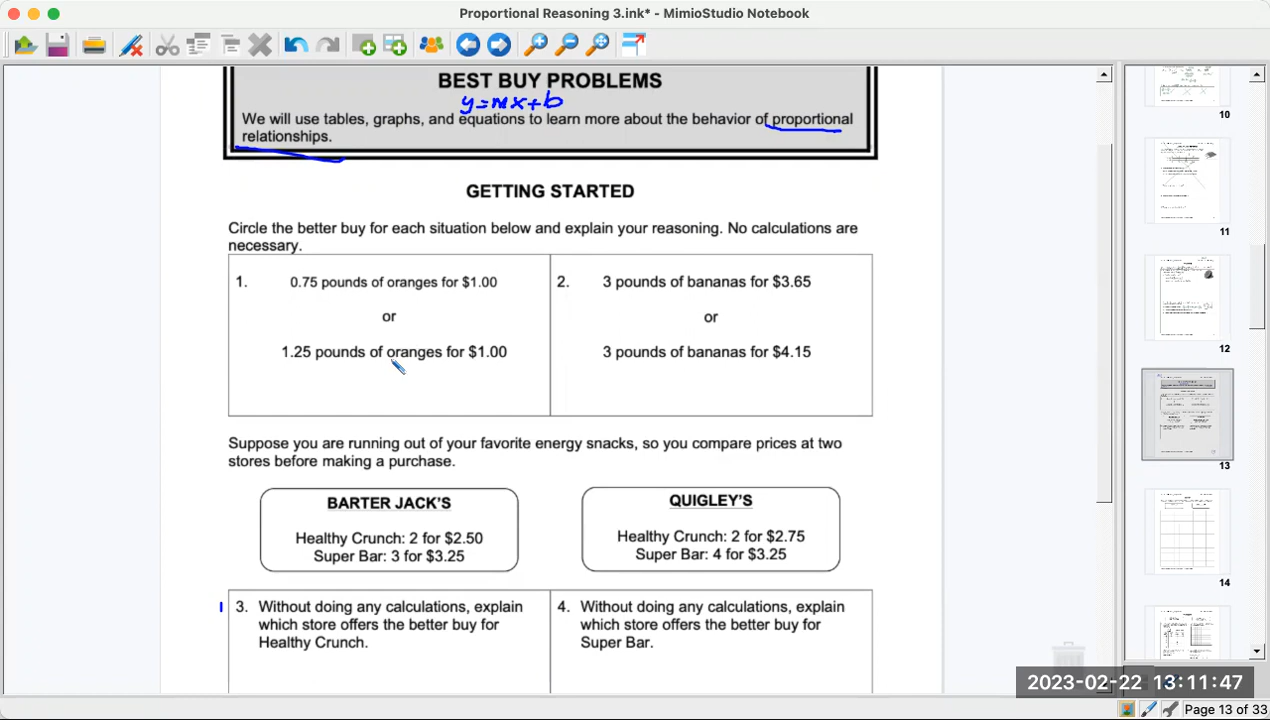 Proportional Reasoning 3.ink* - MimioStudio Notebook
BEST BUY PROBLEMS
y=mx+b
We will use tables, graphs, and equations to learn more about the behavior of proportional
relationships.
GETTING STARTED
Circle the better buy for each situation below and explain your reasoning. No calculations are
necessary.
1. 0.75 pounds of oranges for $1.00
or
1.25 pounds of oranges for $1.00
2. 3 pounds of bananas for $3.65
or
3 pounds of bananas for $4.15
Suppose you are running out of your favorite energy snacks, so you compare prices at two
stores before making a purchase.
BARTER JACK'S
Healthy Crunch: 2 for $2.50
Super Bar: 3 for $3.25
QUIGLEY'S
Healthy Crunch: 2 for $2.75
Super Bar: 4 for $3.25
3. Without doing any calculations, explain
which store offers the better buy for
Healthy Crunch.
4. Without doing any calculations, explain
which store offers the better buy for
Super Bar.
10
11
12
13
14
2023-02-22 13:11:47
Page 13 of 33